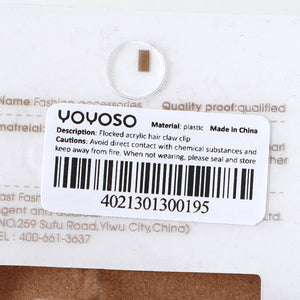 Name:Fashion accessories Quality proof:qualified
YOYOSO Material: plastic Made in China
Description: Flocked acrylic hair claw clip
Cautions: Avoid direct contact with chemical substances and
keep away from fire. When not wearing, please seal and store
4021301300195
NO.259 Sufu Road,Yiwu City,China
TEL: 400-661-3637